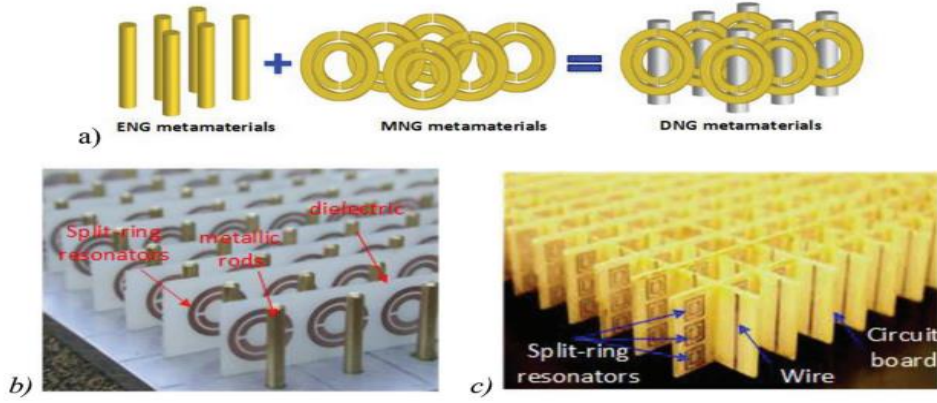 ENG metamaterials
MNG metamaterials
DNG metamaterials
a)
Split-ring
resonators
metallic
rods
dielectric
b)
Split-ring
resonators
Wire
Circuit
board
c)